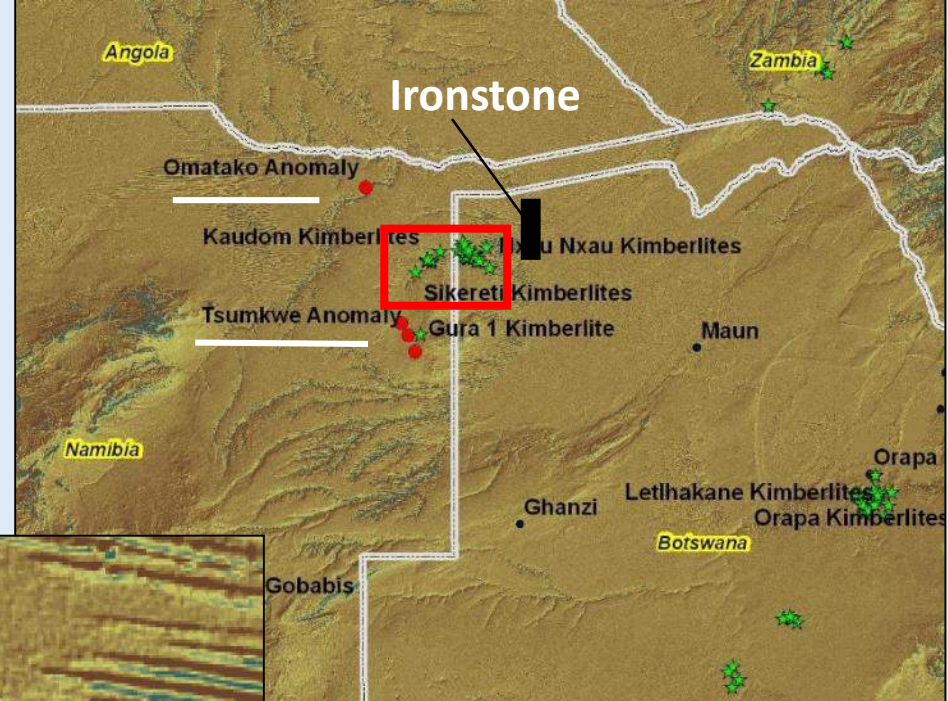 Angola
Zambia
Ironstone
Omatako Anomaly
Kaudom Kimberlites
Nxau Nxau Kimberlites
Sikereti Kimberlites
Tsumkwe Anomaly
Gura 1 Kimberlite
Maun
Namibia
Orapa
Letlhakane Kimberlites
Ghanzi
Orapa Kimberlites
Botswana
Gobabis